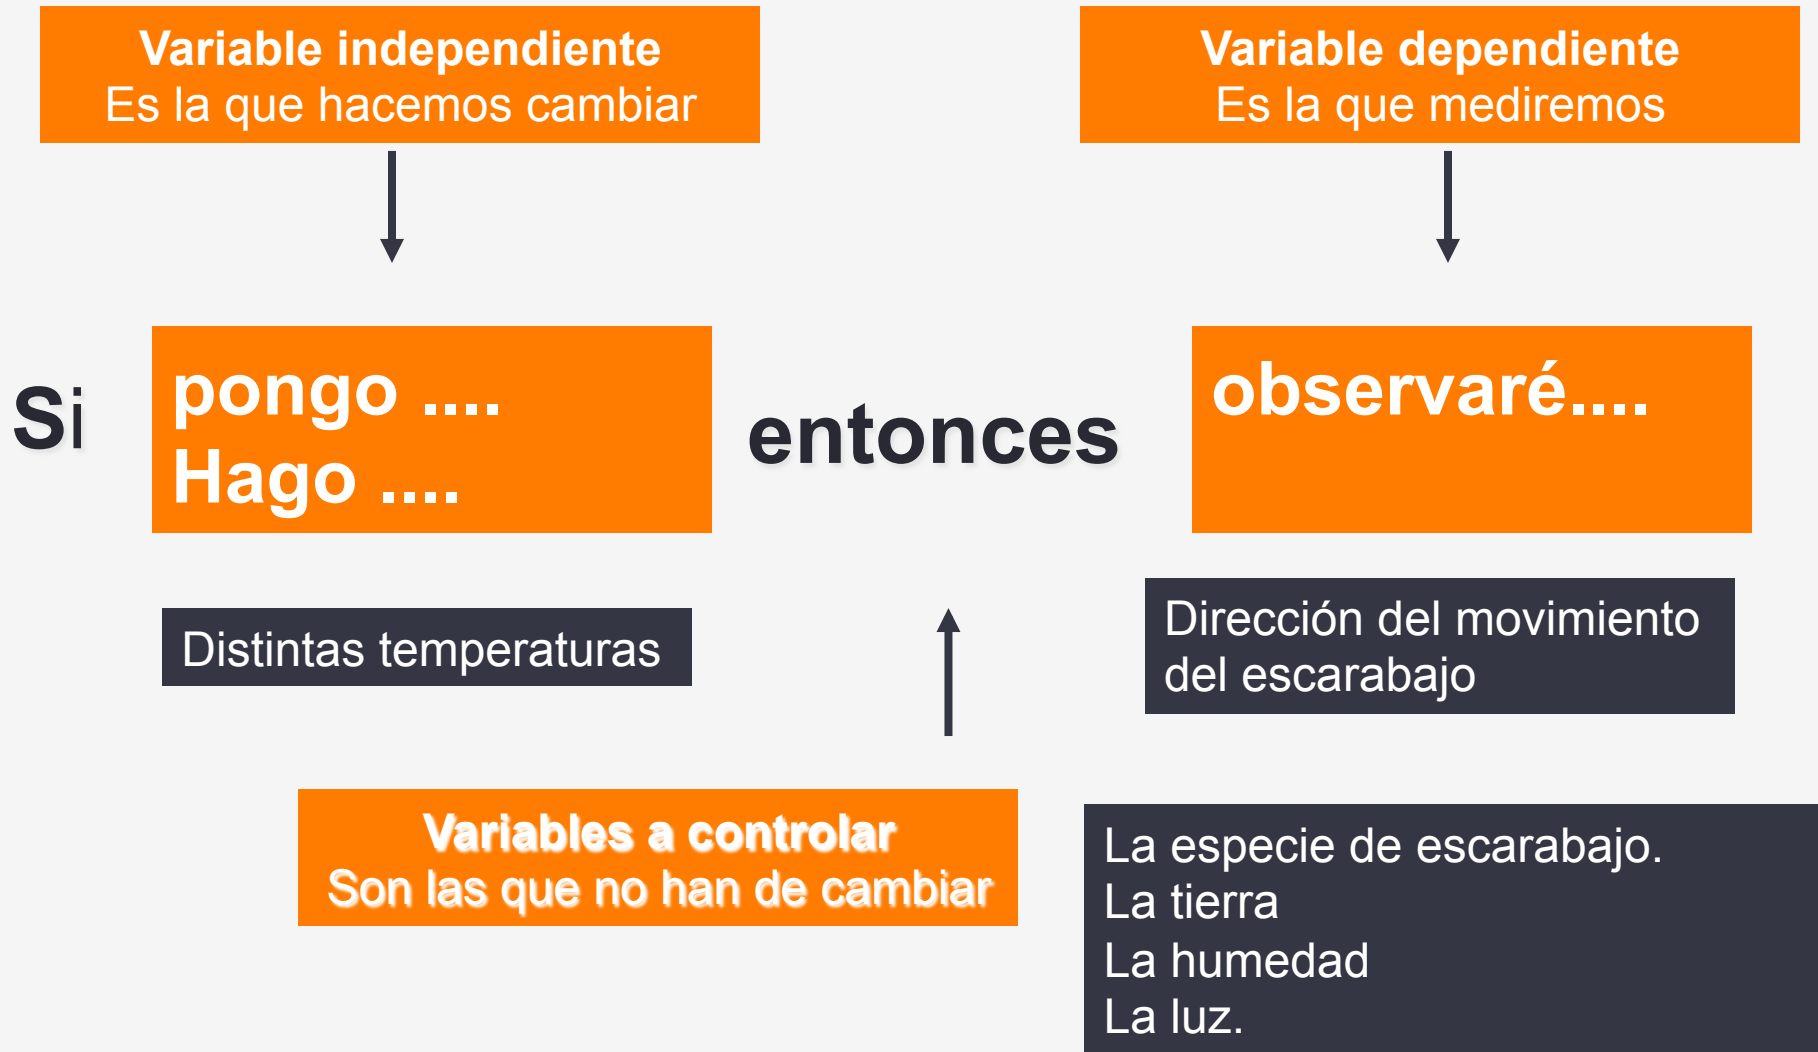 Variable independiente
Es la que hacemos cambiar
Variable dependiente
Es la que mediremos
Si
pongo ....
Hago ....
entonces
observaré....
Distintas temperaturas
Dirección del movimiento
del escarabajo
Variables a controlar
Son las que no han de cambiar
La especie de escarabajo.
La tierra
La humedad
La luz.